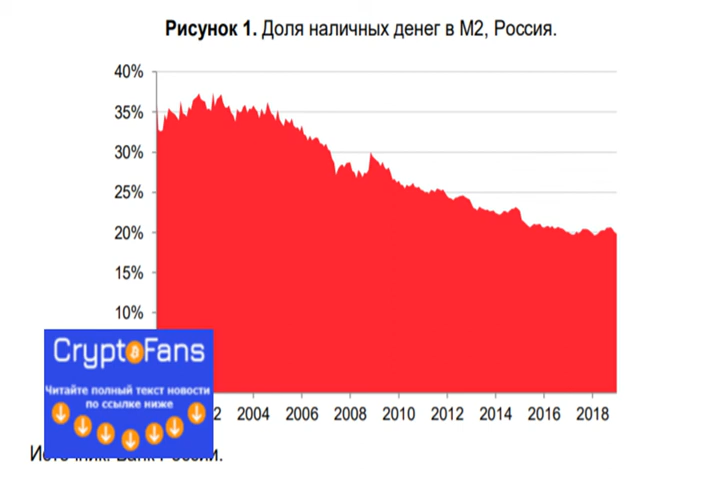 Рисунок 1. Доля наличных денег в М2, Россия.
40%
35%
30%
25%
20%
15%
10%
CryptoFans
Читайте полный текст новости
по ссылке ниже
2004 2006 2008 2010 2012 2014 2016 2018
России.